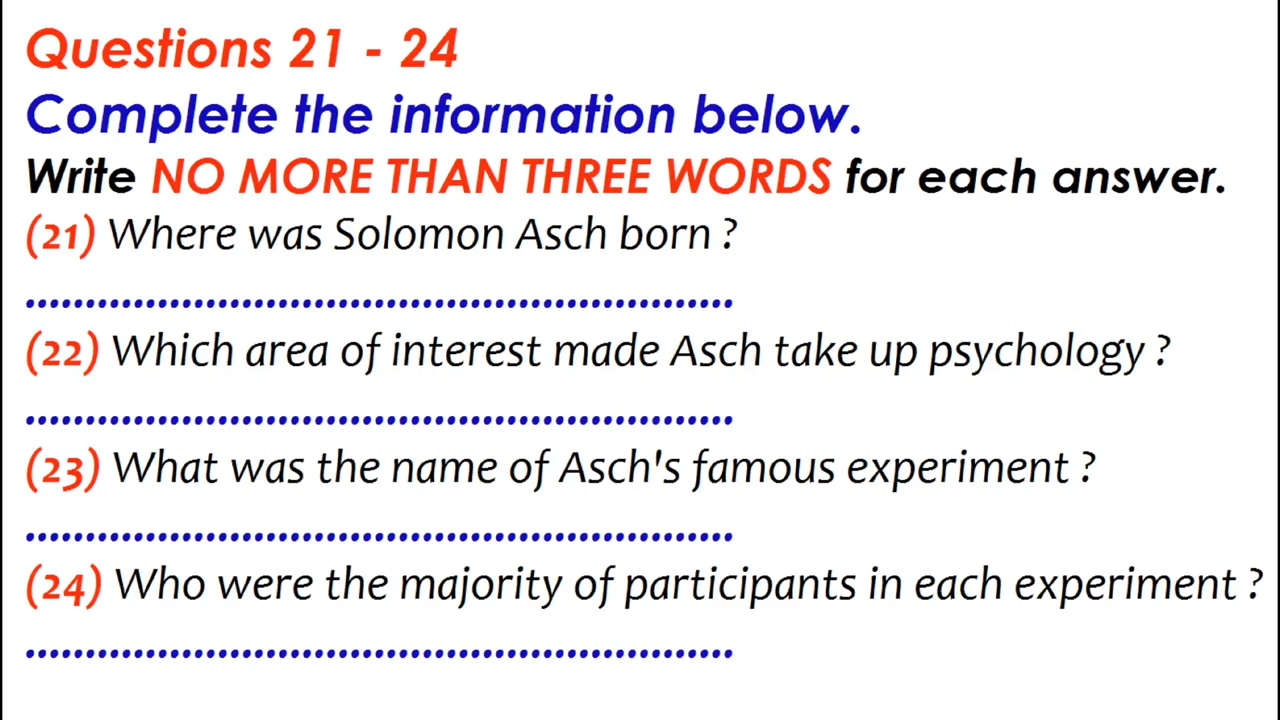 Questions 21 - 24
Complete the information below.
Write NO MORE THAN THREE WORDS for each answer.
(21) Where was Solomon Asch born ?
............................................................
(22) Which area of interest made Asch take up psychology ?
............................................................
(23) What was the name of Asch's famous experiment ?
............................................................
(24) Who were the majority of participants in each experiment ?
............................................................